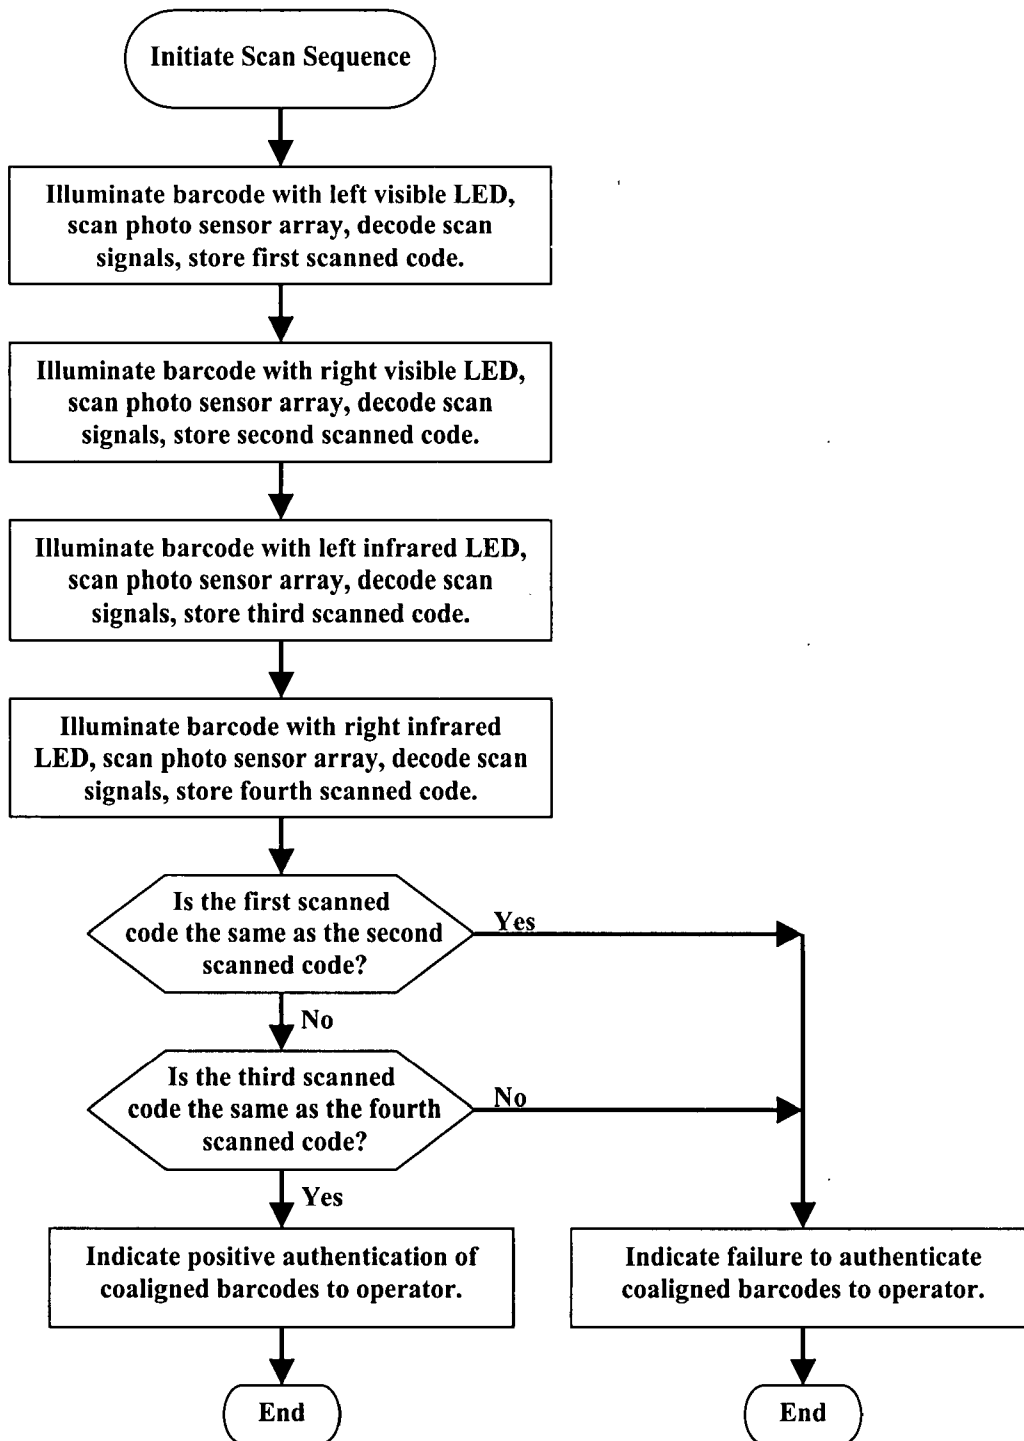 Initiate Scan Sequence
Illuminate barcode with left visible LED,
scan photo sensor array, decode scan
signals, store first scanned code.
Illuminate barcode with right visible LED,
scan photo sensor array, decode scan
signals, store second scanned code.
Illuminate barcode with left infrared LED,
scan photo sensor array, decode scan
signals, store third scanned code.
Illuminate barcode with right infrared
LED, scan photo sensor array, decode scan
signals, store fourth scanned code.
Is the first scanned
code the same as the second
scanned code?
Yes
No
Is the third scanned
code the same as the fourth
scanned code?
No
Yes
Indicate positive authentication of
coaligned barcodes to operator.
Indicate failure to authenticate
coaligned barcodes to operator.
End
End